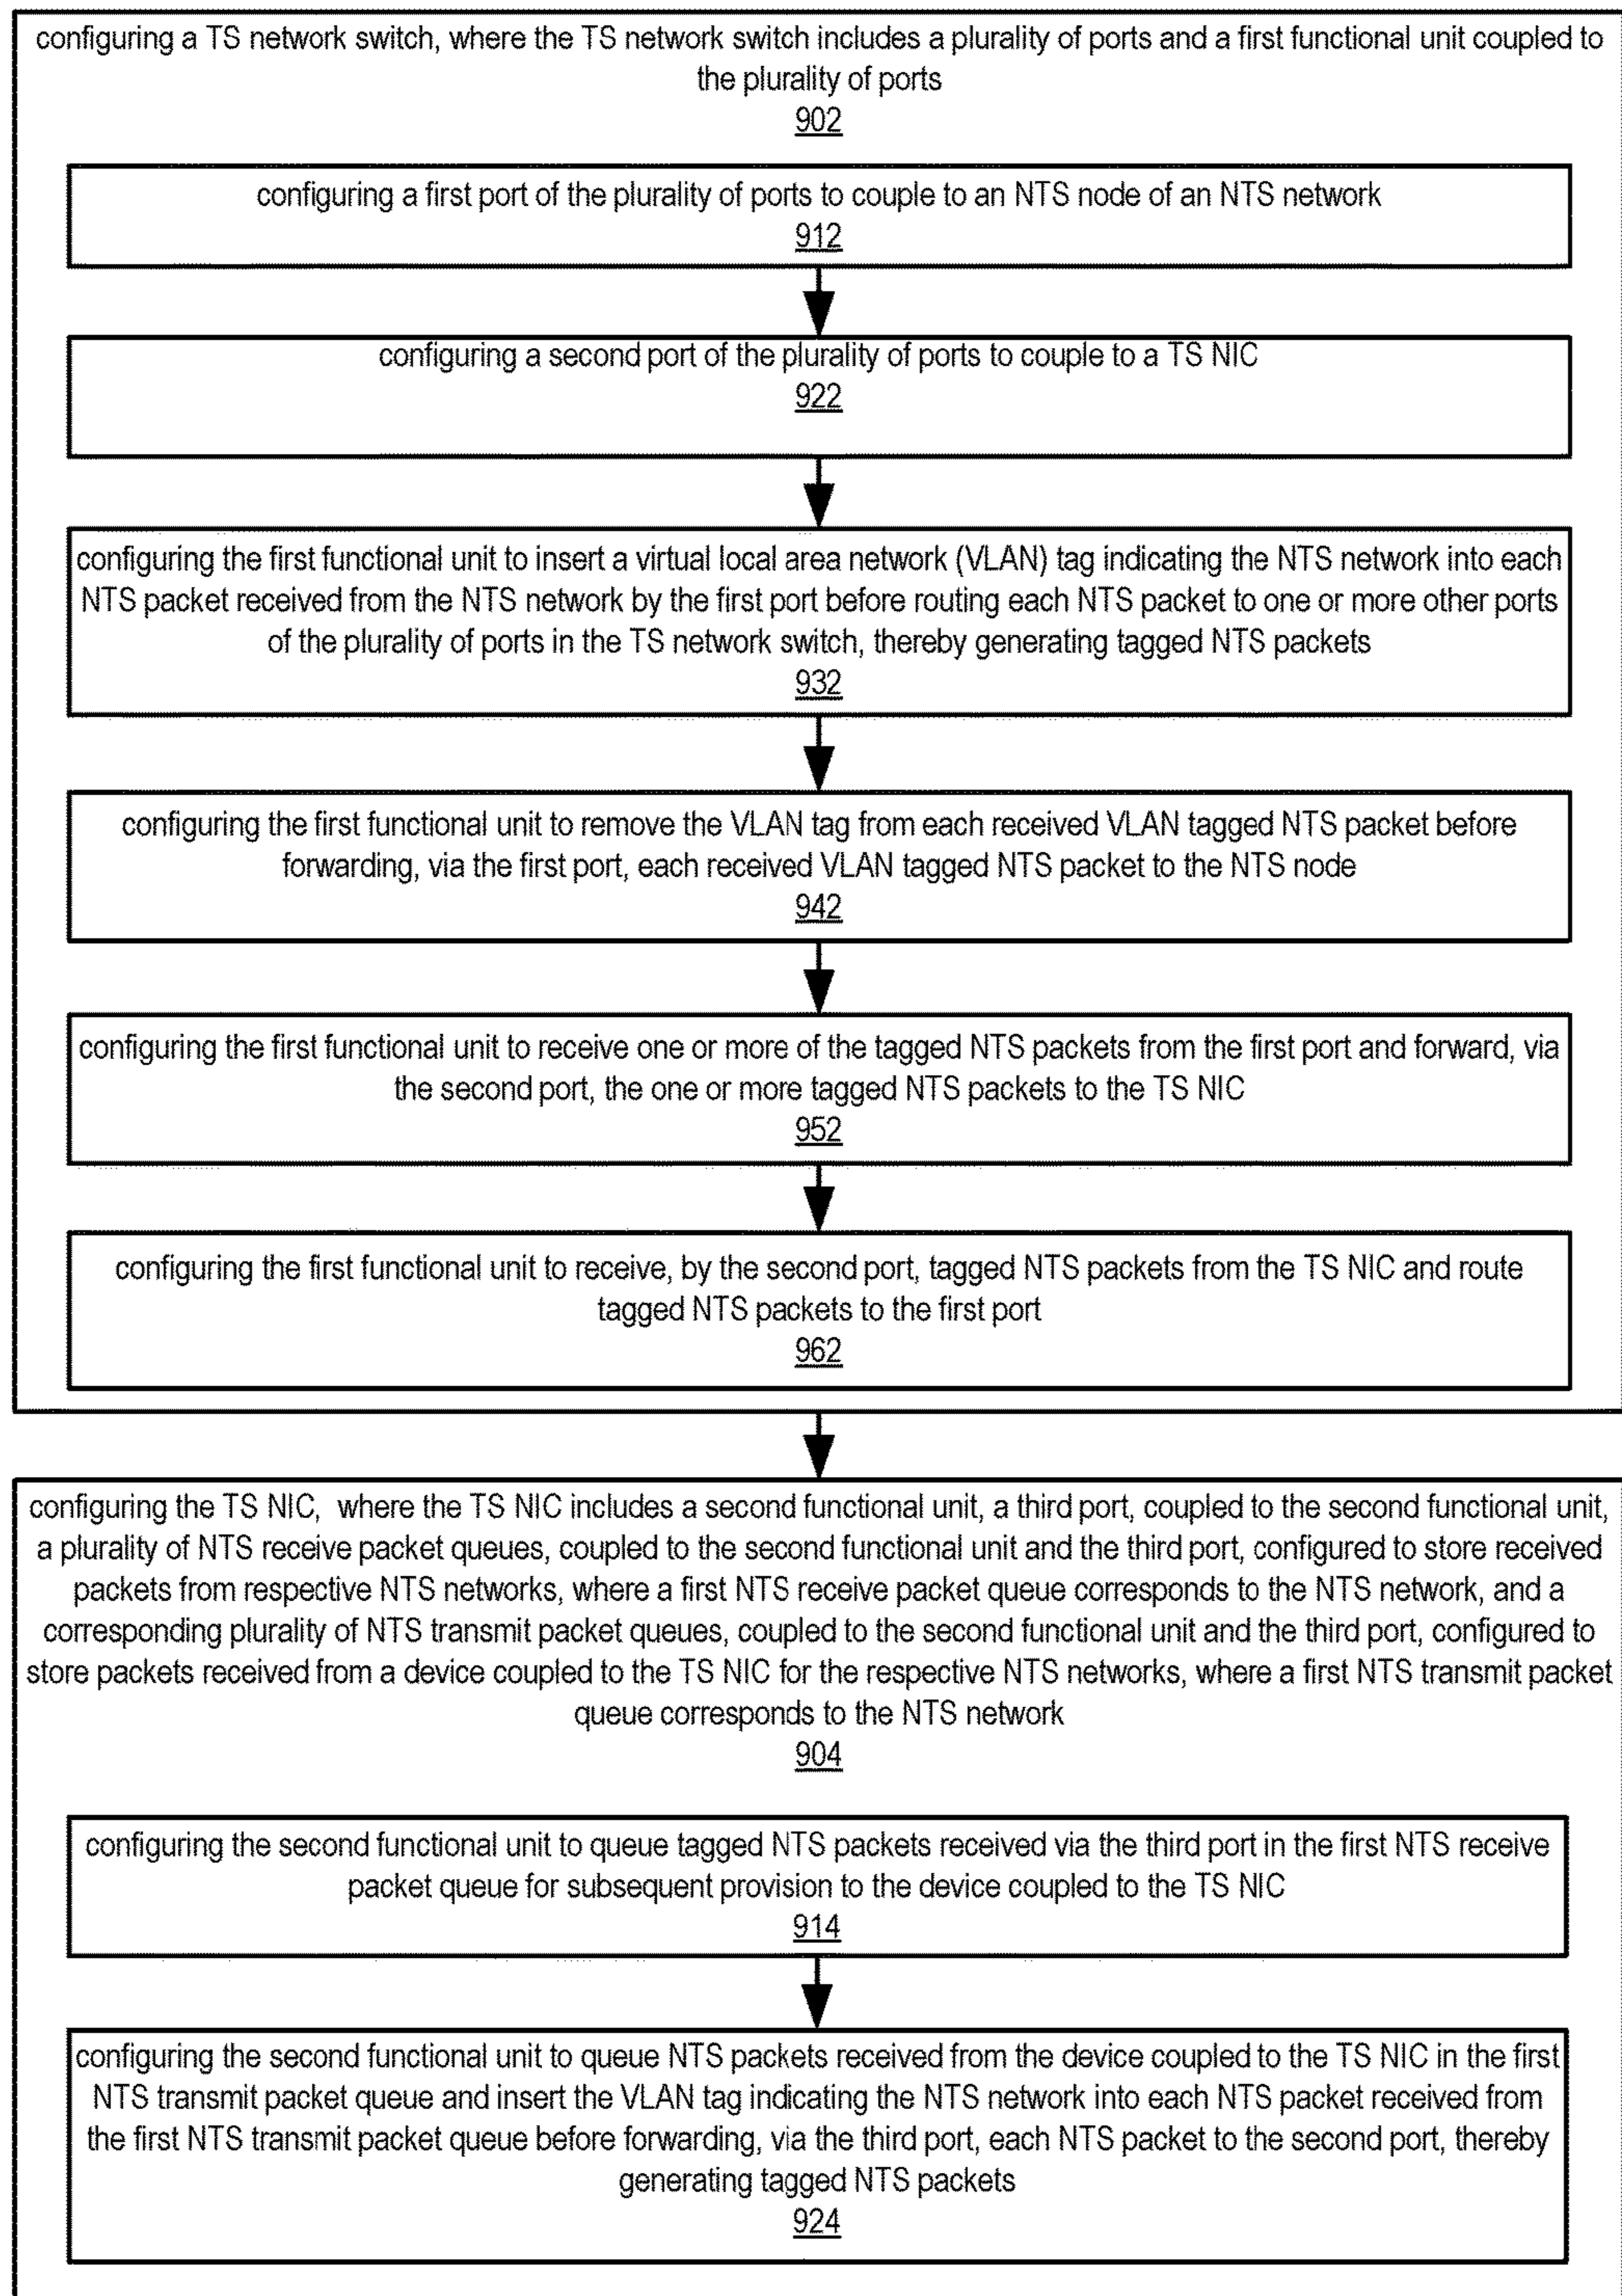 configuring a TS network switch, where the TS network switch includes a plurality of ports and a first functional unit coupled to
the plurality of ports
902
configuring a first port of the plurality of ports to couple to an NTS node of an NTS network
912
configuring a second port of the plurality of ports to couple to a TS NIC
922
configuring the first functional unit to insert a virtual local area network (VLAN) tag indicating the NTS network into each
NTS packet received from the NTS network by the first port before routing each NTS packet to one or more other ports
of the plurality of ports in the TS network switch, thereby generating tagged NTS packets
932
configuring the first functional unit to remove the VLAN tag from each received VLAN tagged NTS packet before
forwarding, via the first port, each received VLAN tagged NTS packet to the NTS node
942
configuring the first functional unit to receive one or more of the tagged NTS packets from the first port and forward, via
the second port, the one or more tagged NTS packets to the TS NIC
952
configuring the first functional unit to receive, by the second port, tagged NTS packets from the TS NIC and route
tagged NTS packets to the first port
962
configuring the TS NIC, where the TS NIC includes a second functional unit, a third port, coupled to the second functional unit,
a plurality of NTS receive packet queues, coupled to the second functional unit and the third port, configured to store received
packets from respective NTS networks, where a first NTS receive packet queue corresponds to the NTS network, and a
corresponding plurality of NTS transmit packet queues, coupled to the second functional unit and the third port, configured to
store packets received from a device coupled to the TS NIC for the respective NTS networks, where a first NTS transmit packet
queue corresponds to the NTS network
904
configuring the second functional unit to queue tagged NTS packets received via the third port in the first NTS receive
packet queue for subsequent provision to the device coupled to the TS NIC
914
configuring the second functional unit to queue NTS packets received from the device coupled to the TS NIC in the first
NTS transmit packet queue and insert the VLAN tag indicating the NTS network into each NTS packet received from
the first NTS transmit packet queue before forwarding, via the third port, each NTS packet to the second port, thereby
generating tagged NTS packets
924